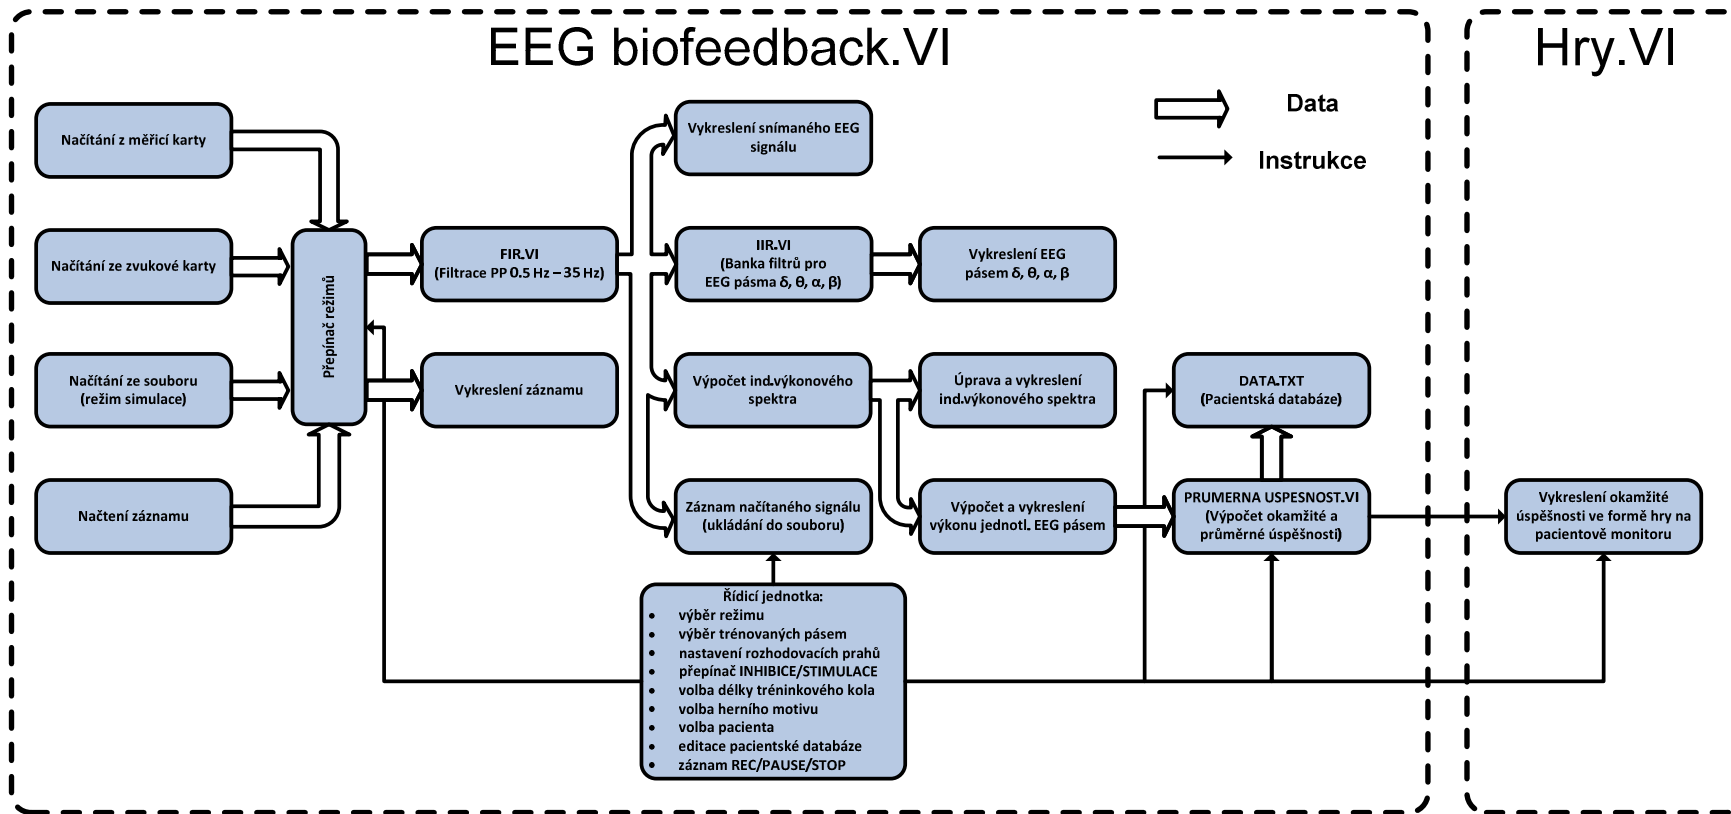 EEG biofeedback.VI
Hry.VI
Data
Instrukce
Načítání z měřicí karty
Načítání ze zvukové karty
Načítání ze souboru
(režim simulace)
Načtení záznamu
Přepínač režimů
FIR.VI
(Filtrace PP 0.5 Hz – 35 Hz)
Vykreslení záznamu
Vykreslení snímaného EEG
signálu
IIR.VI
(Banka filtrů pro
EEG pásma δ, θ, α, β)
Vykreslení EEG
pásem δ, θ, α, β
Výpočet ind.výkonového
spektra
Úprava a vykreslení
ind.výkonového spektra
DATA.TXT
(Pacientská databáze)
Záznam načítaného signálu
(ukládání do souboru)
Výpočet a vykreslení
výkonu jednotl. EEG pásem
PRUMERNA USPESNOST.VI
(Výpočet okamžité a
průměrné úspěšnosti)
Vykreslení okamžité
úspěšnosti ve formě hry na
pacientově monitoru
Řídicí jednotka:
• výběr režimu
• výběr trénovaných pásem
• nastavení rozhodovacích prahů
• přepínač INHIBICE/STIMULACE
• volba délky tréninkového kola
• volba herního motivu
• volba pacienta
• editace pacientské databáze
• záznam REC/PAUSE/STOP